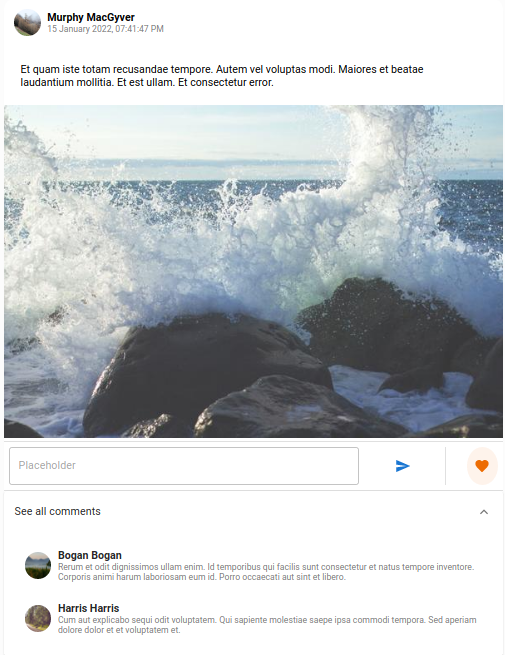 Murphy MacGyver
15 January 2022, 07:41:47 PM
Et quam iste totam recusandae tempore. Autem vel voluptas modi. Maiores et beatae
laudantium mollitia. Et est ullam. Et consectetur error.
Placeholder
See all comments
Bogan Bogan
Rerum et odit dignissimos ullam enim. Id temporibus qui facilis sunt consectetur et natus tempore inventore.
Corporis animi harum laboriosam eum id. Porro occaecati aut sint et libero.
Harris Harris
Cum aut explicabo sequi odit voluptatem. Qui sapiente molestiae saepe ipsa commodi tempora. Sed aperiam
dolore dolor et et voluptatem et.